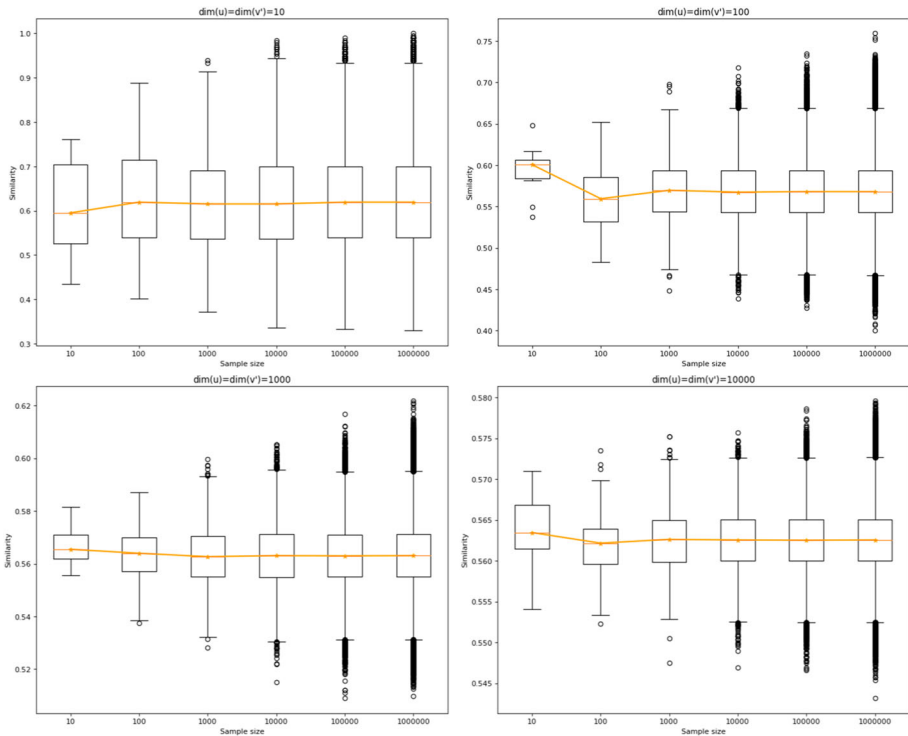 dim(u)=dim(v')=10
1.0
0.9
0.8
0.7
0.6
0.5
0.4
0.3
Similarity
10 100 1000 10000 100000 1000000
Sample size
dim(u)=dim(v')=100
0.75
0.70
0.65
0.60
0.55
0.50
0.45
0.40
Similarity
10 100 1000 10000 100000 1000000
Sample size
dim(u)=dim(v')=1000
0.62
0.60
0.58
0.56
0.54
0.52
Similarity
10 100 1000 10000 100000 1000000
Sample size
dim(u)=dim(v')=10000
0.580
0.575
0.570
0.565
0.560
0.555
0.550
0.545
Similarity
10 100 1000 10000 100000 1000000
Sample size